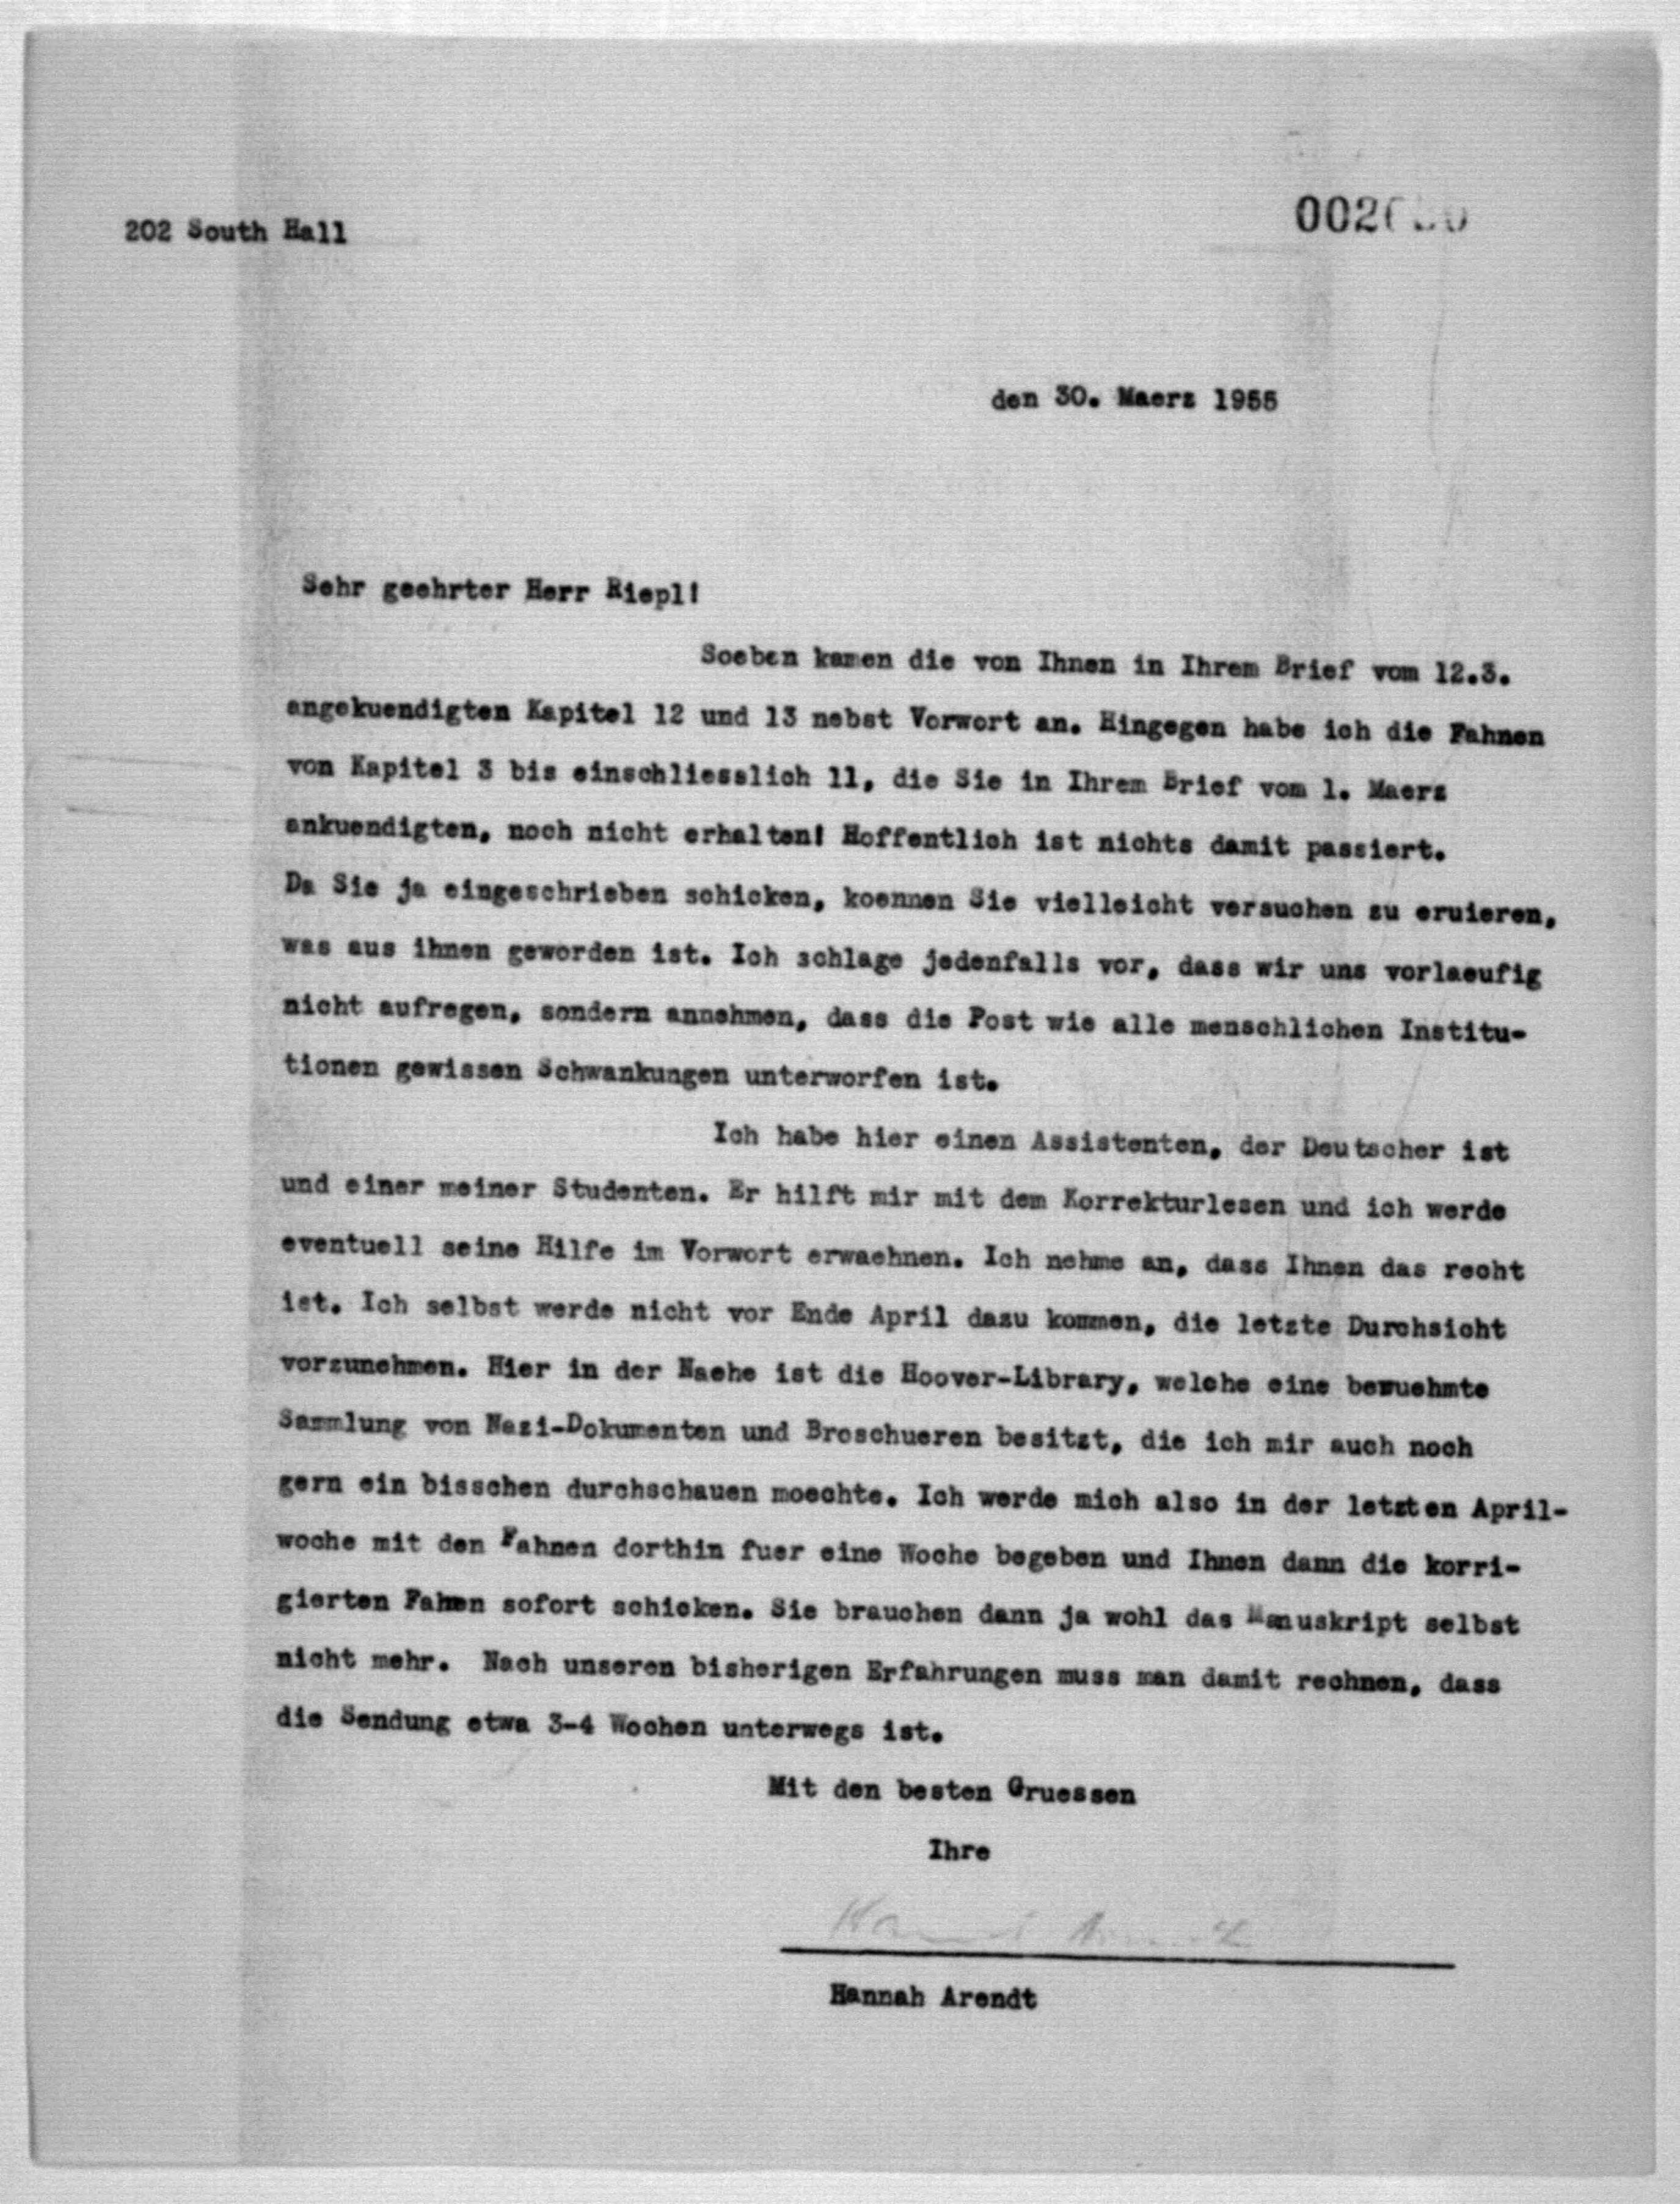 202 South Hall
002
den 30. Maerz 1955
Sehr geehrter Herr Riepl!
Soeben kamen die von Ihnen in Ihrem Brief vom 12.3.
angekuendigten Kapitel 12 und 13 nebst Vorwort an. Hingegen habe ich die Fahnen
von Kapitel 3 bis einschliesslich 11, die Sie in Ihrem Brief vom 1. Maerz
ankuendigten, noch nicht erhalten! Hoffentlich ist nichts damit passiert.
Da Sie ja eingeschrieben schicken, koennen Sie vielleicht versuchen zu eruieren,
was aus ihnen geworden ist. Ich schlage jedenfalls vor, dass wir uns vorlaeufig
nicht aufregen, sondern annehmen, dass die Post wie alle menschlichen Institu-
tionen gewissen Schwankungen unterworfen ist.
Ich habe hier einen Assistenten, der Deutscher ist
und einer meiner Studenten. Er hilft mir mit dem Korrekturlesen und ich werde
eventuell seine Hilfe im Vorwort erwaehnen. Ich nehme an, dass Ihnen das recht
ist. Ich selbst werde nicht vor Ende April dazu kommen, die letzte Durchsicht
vorzunehmen. Hier in der Naehe ist die Hoover-Library, welche eine beruehmte
Sammlung von Nazi-Dokumenten und Broschueren besitzt, die ich mir auch noch
gern ein bisschen durchschauen moechte. Ich werde mich also in der letzten April-
woche mit den Fahnen dorthin fuer eine Woche begeben und Ihnen dann die korri-
gierten Fahen sofort schicken. Sie brauchen dann ja wohl das Manuskript selbst
nicht mehr. Nach unseren bisherigen Erfahrungen muss man damit rechnen, dass
die Sendung etwa 3-4 Wochen unterwegs ist.
Mit den besten Gruessen
Ihre
Hannah Arendt